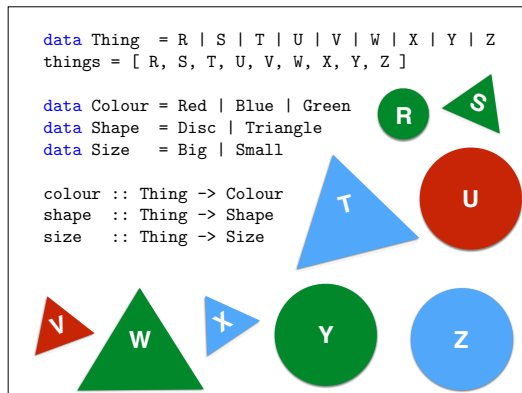 data Thing = R | S | T | U | V | W | X | Y | Z
things = [ R, S, T, U, V, W, X, Y, Z ]
data Colour = Red | Blue | Green
data Shape = Disc | Triangle
data Size = Big | Small
colour :: Thing -> Colour
shape :: Thing -> Shape
size :: Thing -> Size
R
S
T
U
V
W
X
Y
Z